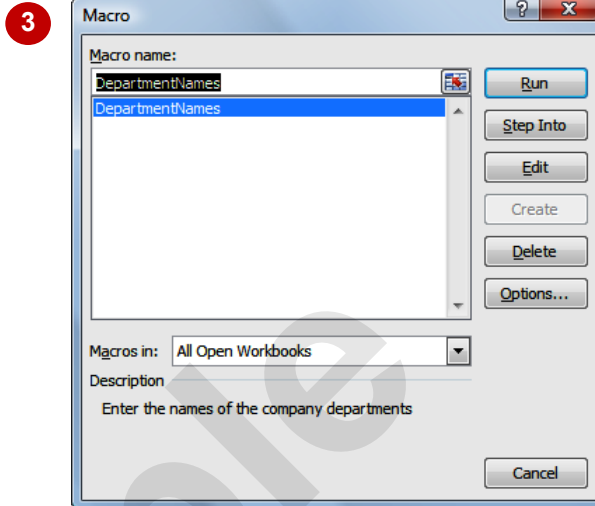 3
Macro
? X
Macro name:
DepartmentNames
Run
DepartmentNames
Step Into
Edit
Create
Delete
Options...
Macros in: All Open Workbooks
Description
Enter the names of the company departments
Cancel